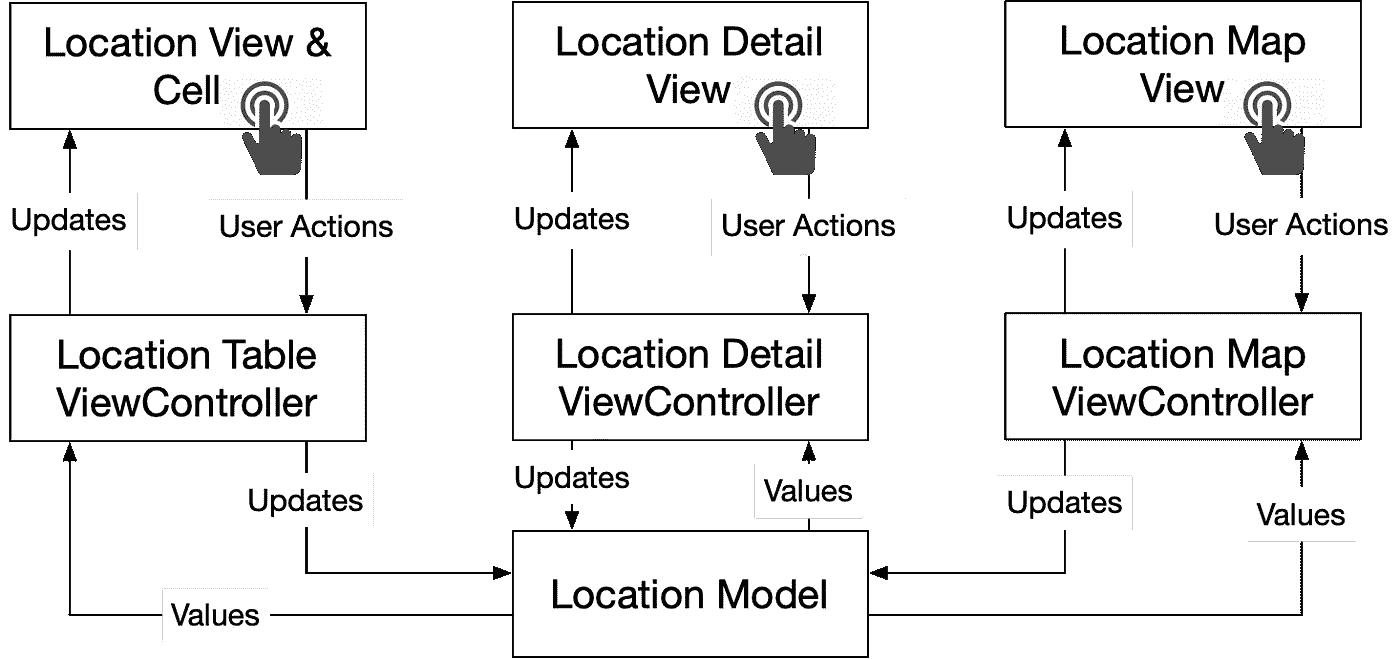 Location View &
Cell
Location Detail
View
Location Map
View
Updates
User Actions
Updates
User Actions
Updates
User Actions
Location Table
ViewController
Location Detail
ViewController
Location Map
ViewController
Updates
Updates
Values
Updates
Values
Values
Location Model